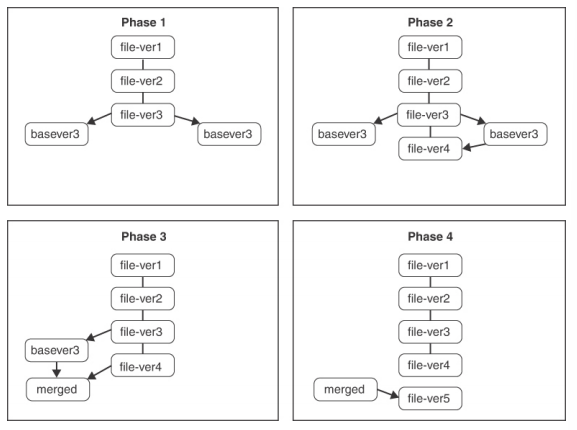 Phase 1
file-ver1
file-ver2
file-ver3
basever3
basever3
Phase 2
file-ver1
file-ver2
file-ver3
basever3
basever3
file-ver4
Phase 3
file-ver1
file-ver2
file-ver3
basever3
file-ver4
merged
Phase 4
file-ver1
file-ver2
file-ver3
file-ver4
merged
file-ver5